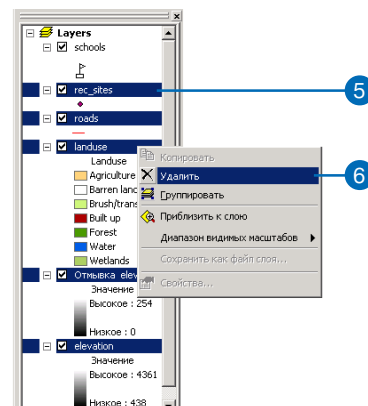 Layers
schools
5
rec_sites
roads
landuse
Landuse
Agriculture
Barren land
Brush/trans
Built up
Forest
Water
Wetlands
Копировать
Удалить
6
Группировать
Приблизить к слою
Диапазон видимых масштабов
Сохранить как файл слоя...
Свойства...
Отмывка elev
Значение
Высокое : 254
Низкое : 0
elevation
Значение
Высокое : 4361
Низкое : 438